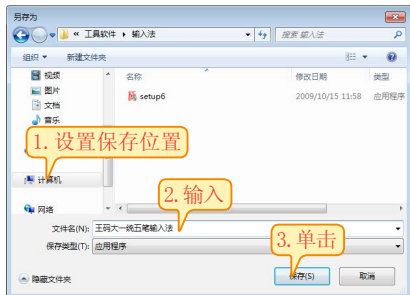 另存为
« 工具软件 ▸ 输入法
搜索 输入法
组织 ▼ 新建文件夹
视频
图片
文档
音乐
名称 修改日期 类型
setup6 2009/10/15 11:58 应用程序
1.设置保存位置
计算机
2.输入
网络
文件名(N): 王码大一统五笔输入法
3.单击
保存类型(T): 应用程序
隐藏文件夹 保存(S) 取消